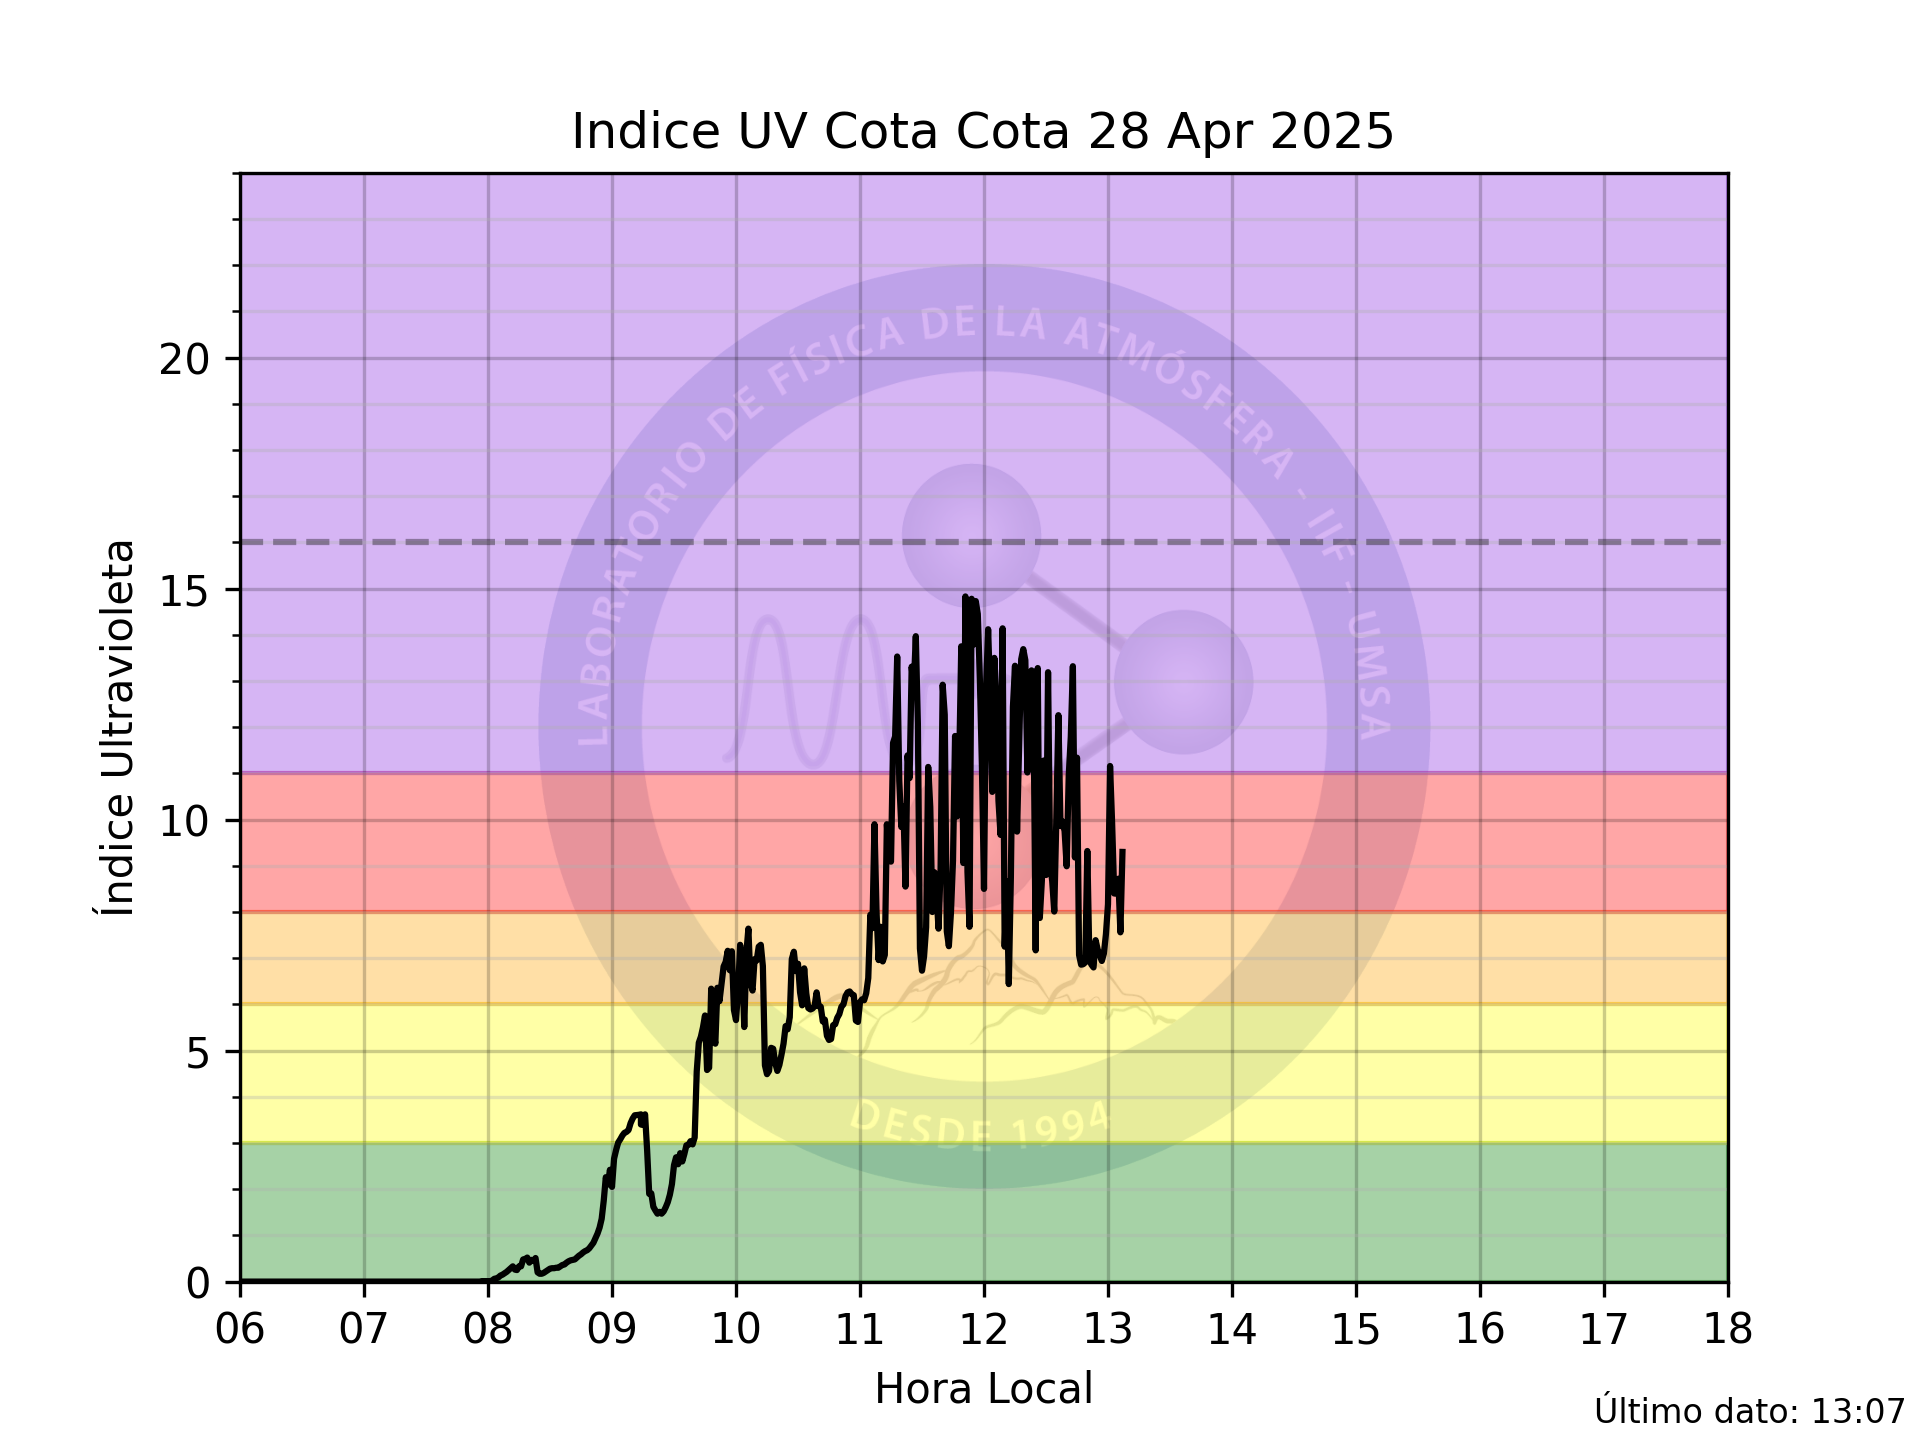 Indice UV Cota Cota 28 Apr 2025
LABORATORIO DE FÍSICA DE LA ATMÓSFERA - IIF - UMSA
DESDE 1994
Índice Ultravioleta
20
15
10
5
0
06 07 08 09 10 11 12 13 14 15 16 17 18
Hora Local
Último dato: 13:07